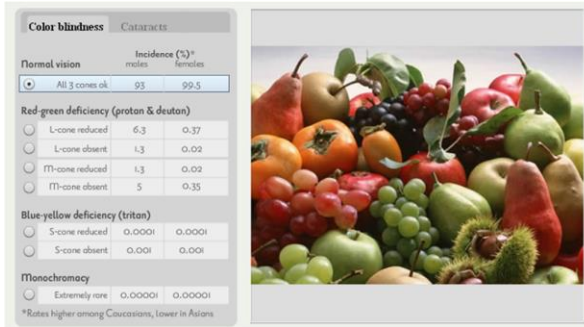 Color blindness Cataracts
Incidence (%)*
Normal vision males females
All 3 cones ok 93 99.5
Red-green deficiency (protan & deutan)
L-cone reduced 6.3 0.37
L-cone absent 1.3 0.02
M-cone reduced 1.3 0.02
M-cone absent 5 0.35
Blue-yellow deficiency (tritan)
S-cone reduced 0.0001 0.0001
S-cone absent 0.001 0.001
Monochromacy
Extremely rare 0.00001 0.00001
*Rates higher among Caucasians, lower in Asians